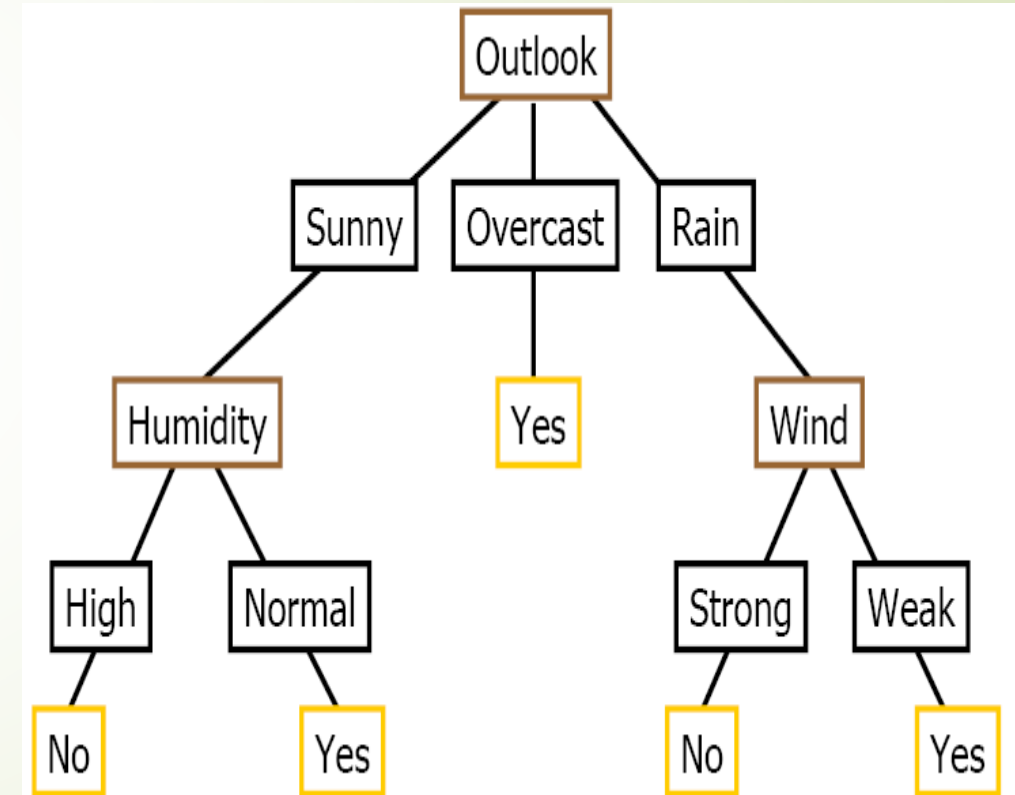 Outlook
Sunny Overcast Rain
Humidity Yes Wind
High Normal Strong Weak
No Yes No Yes